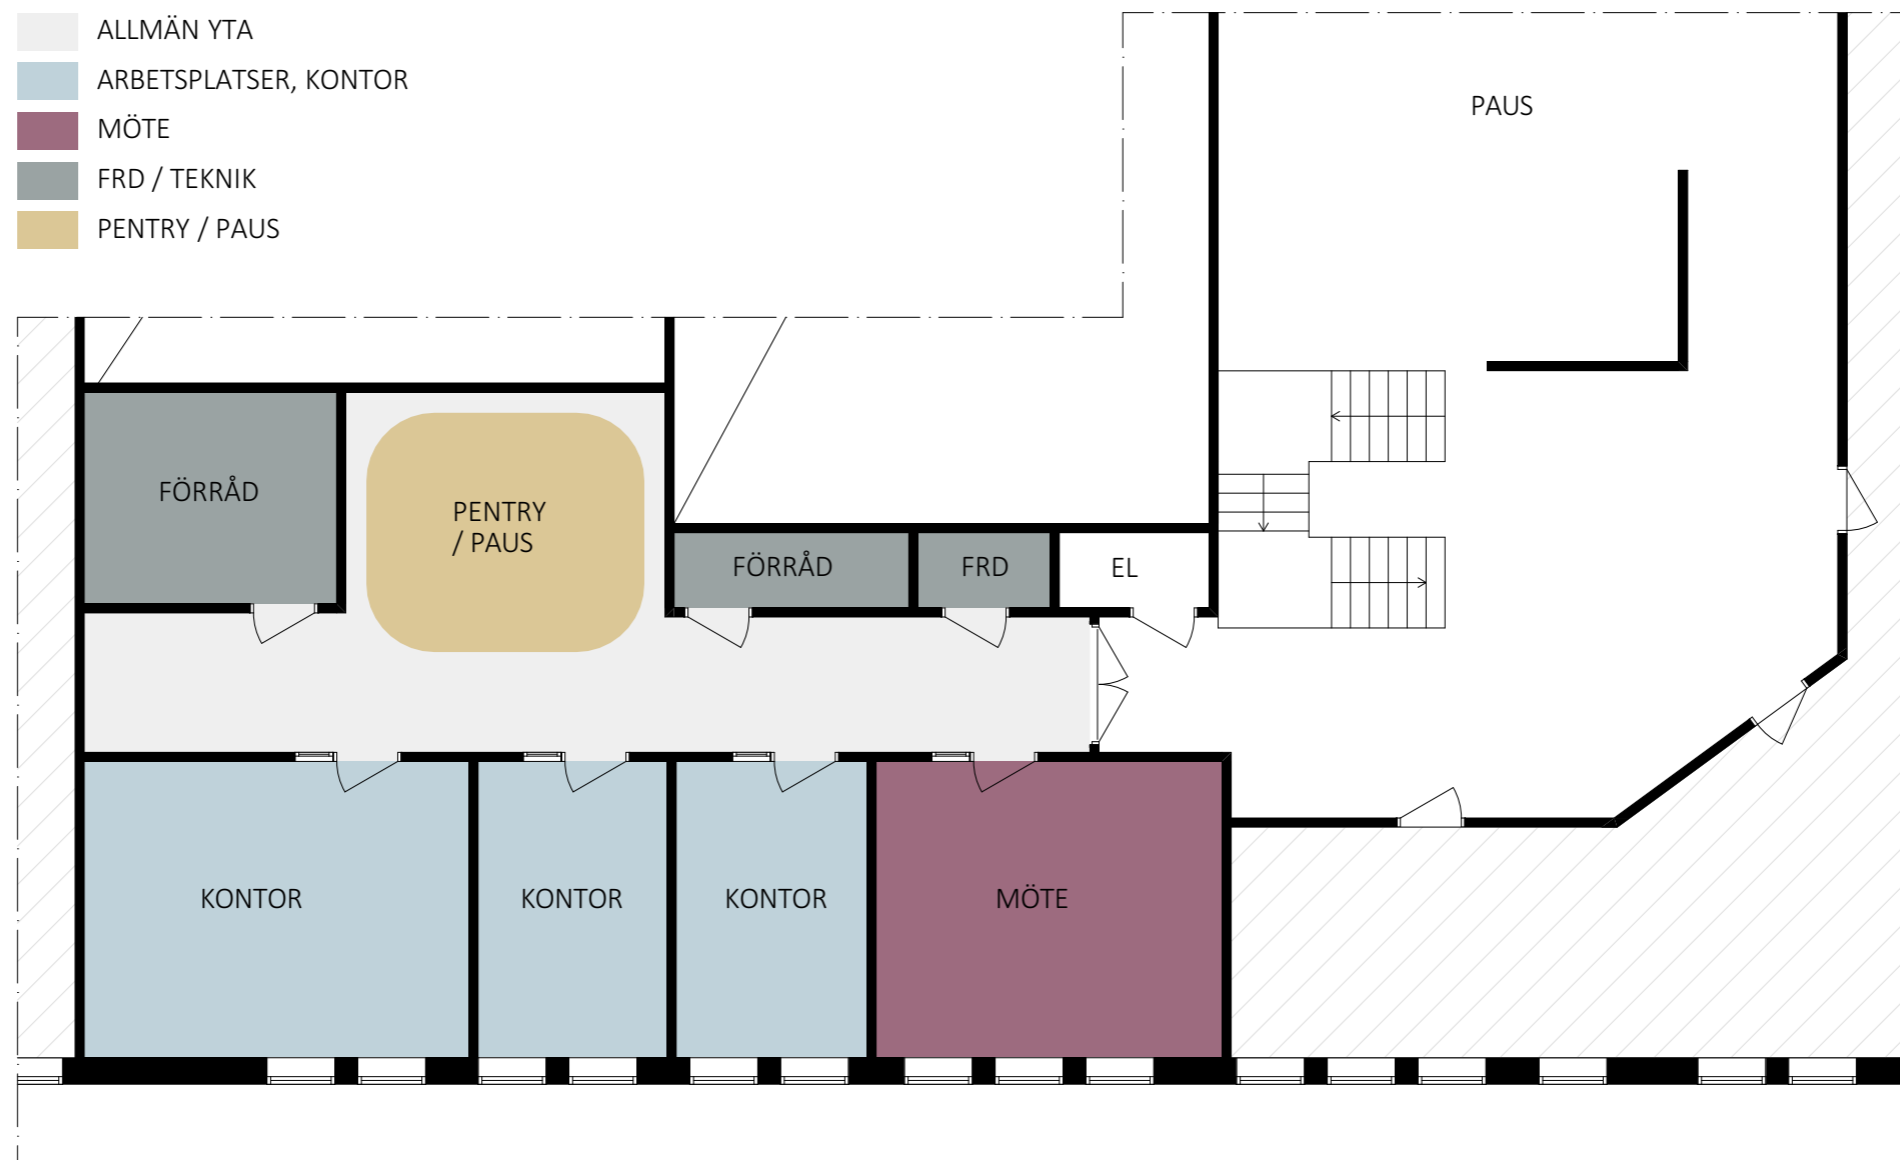 ALLMÄN YTA
ARBETSPLATSER, KONTOR
MÖTE
FRD / TEKNIK
PENTRY / PAUS
PAUS
FÖRRÅD
PENTRY
/ PAUS
FÖRRÅD
FRD
EL
KONTOR
KONTOR
KONTOR
MÖTE